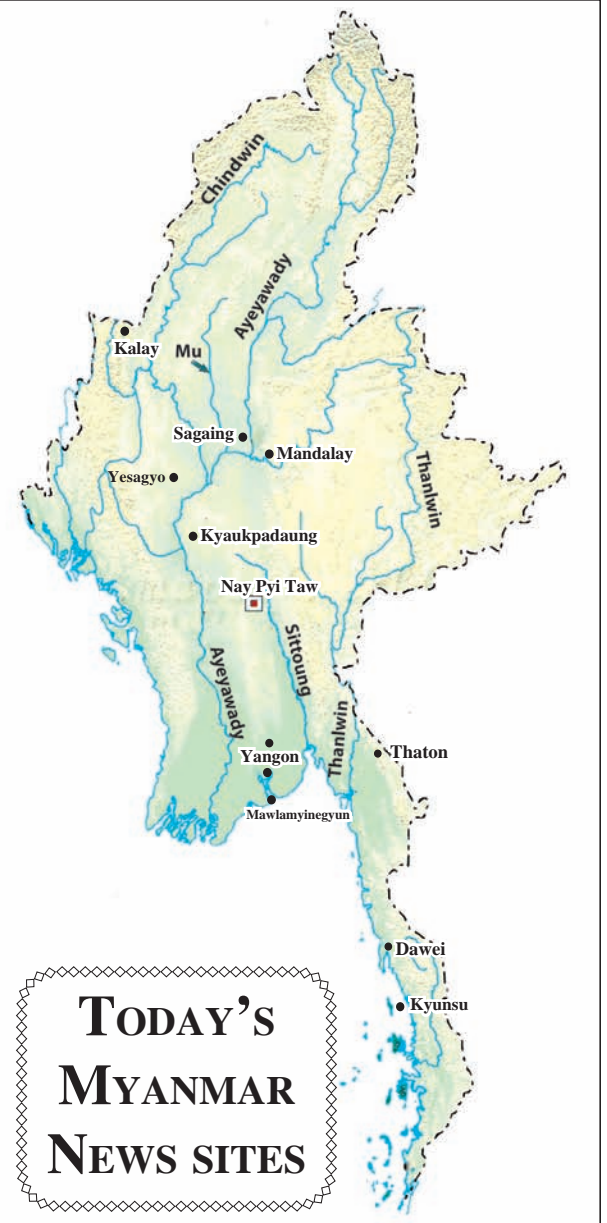 Chindwin
Ayeyawady
Kalay
Mu
Sagaing
Mandalay
Yesagyo
Thanlwin
Kyaukpadaung
Nay Pyi Taw
Sittoung
Ayeyawady
Thanlwin
Thaton
Yangon
Mawlamyinegyun
Dawei
Kyunsu
TODAY'S
MYANMAR
NEWS SITES